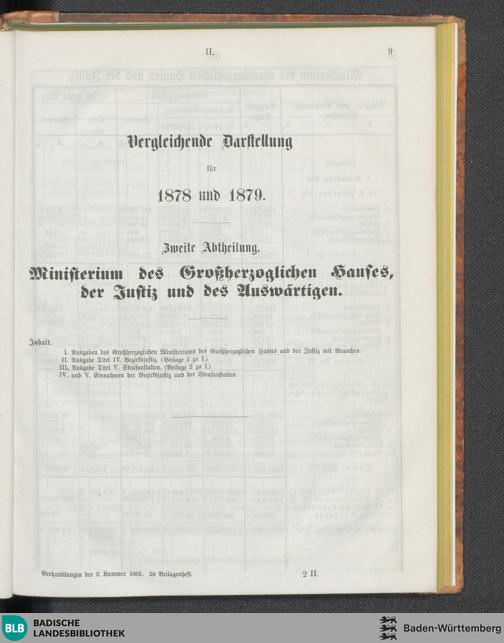 II.
9
Vergleichende Darstellung
für
1878 und 1879.
Zweite Abtheilung.
Ministerium des Großherzoglichen Hauses,
der Justiz und des Auswärtigen.
Inhalt.
I. Ausgaben des Großherzoglichen Ministeriums des Großherzoglichen Hauses und der Justiz mit Branchen.
II. Ausgabe Titel IV. Bezirksjustiz. (Beilage 1 zu I.)
III. Ausgabe Titel V. Strafanstalten. (Beilage 2 zu I.)
IV. und V. Einnahmen der Bezirksjustiz und der Strafanstalten.
Verhandlungen der 2. Kammer 1881. 28 Beilagenheft.
2 II.
BLB BADISCHE
LANDESBIBLIOTHEK
Baden-Württemberg